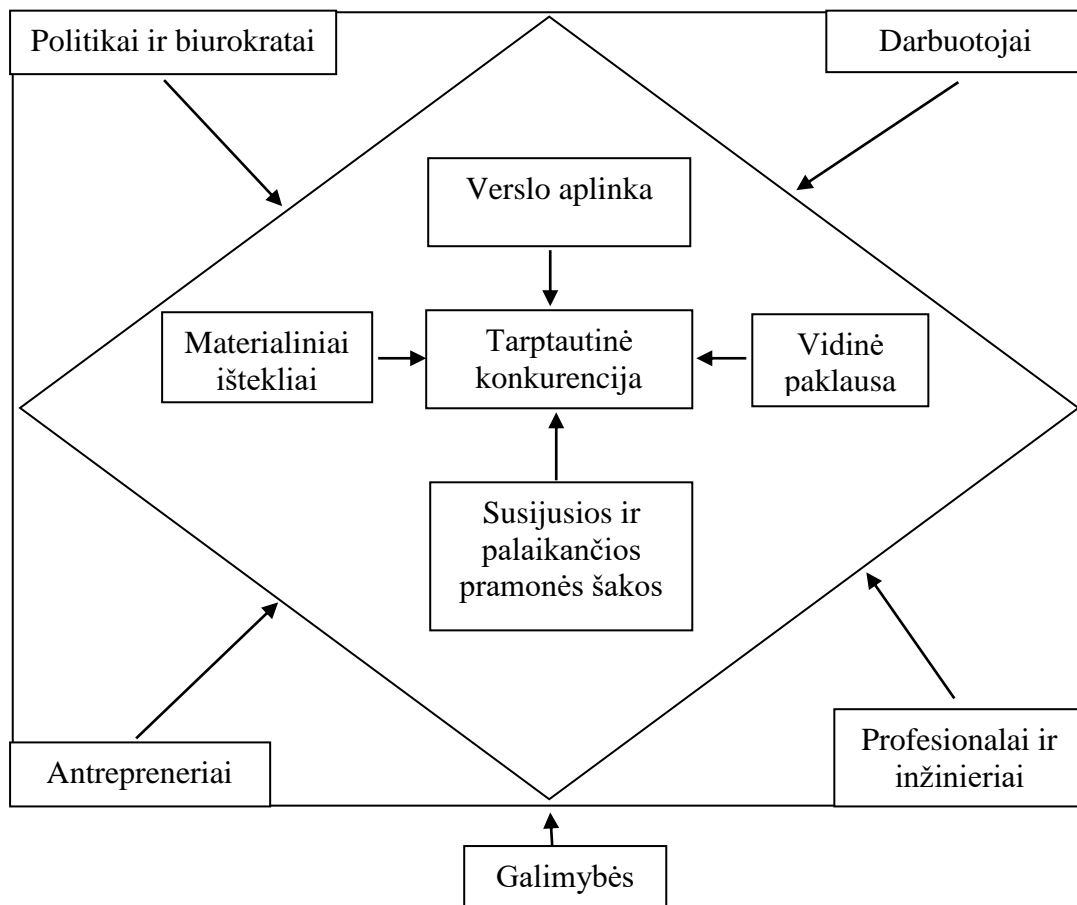 Politikai ir biurokratai
Darbuotojai
Verslo aplinka
Materialiniai
ištekliai
Tarptautinė
konkurencija
Vidinė
paklausa
Susijusios ir
palaikančios
pramonės šakos
Antrepreneriai
Profesionalai ir
inžinieriai
Galimybės